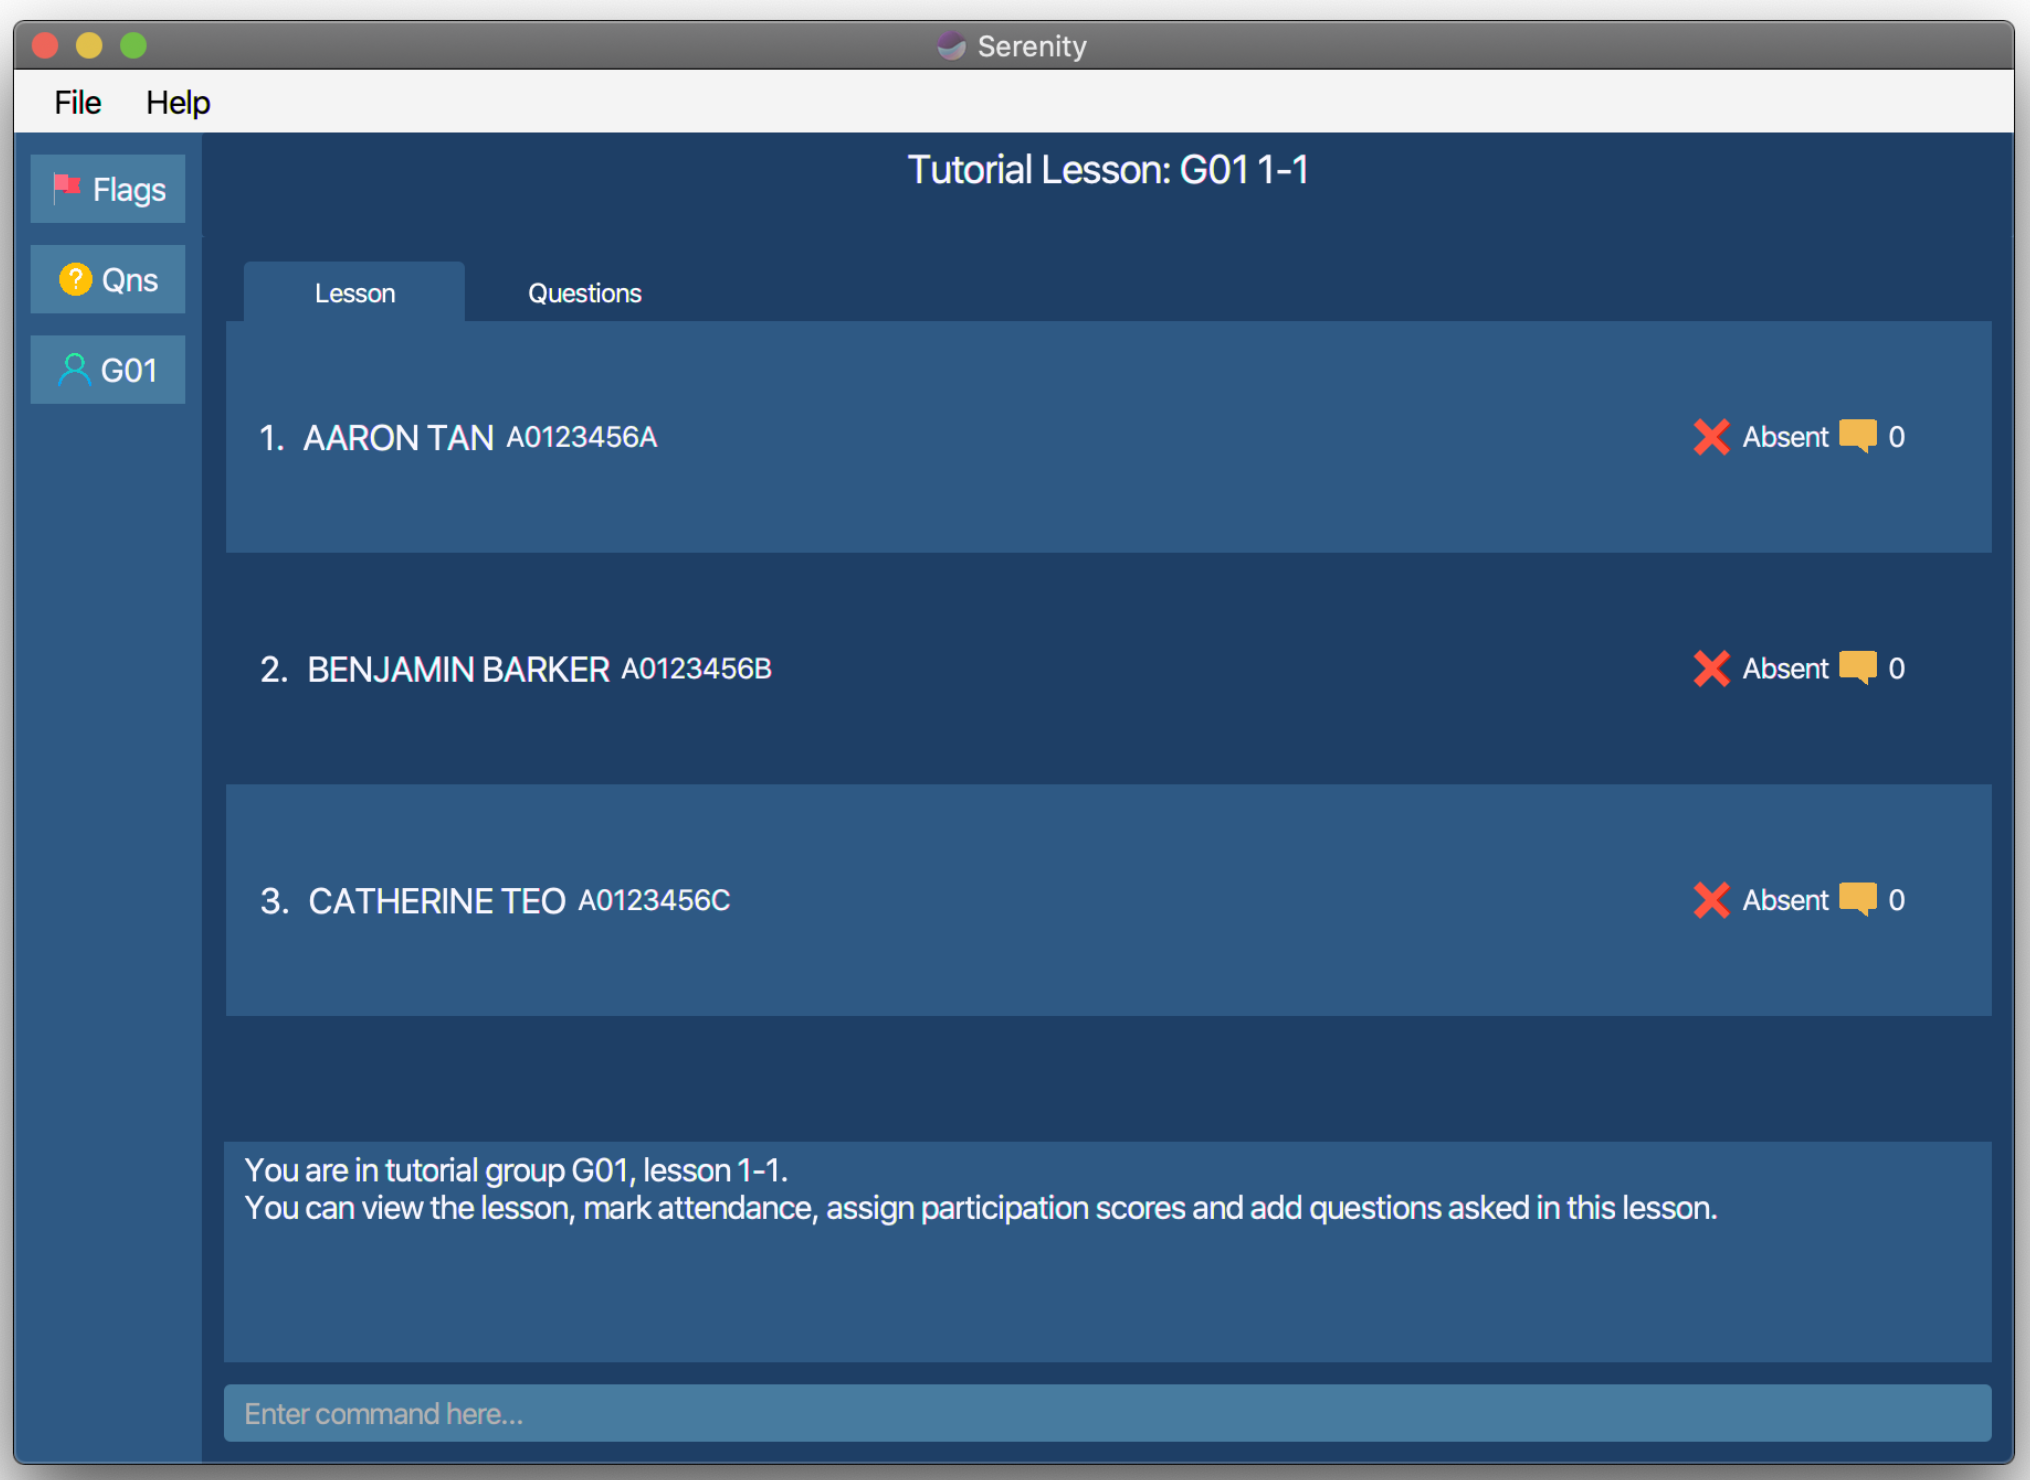 Serenity
File Help
Flags
Qns
G01
Tutorial Lesson: G01 1-1
Lesson Questions
1. AARON TAN A0123456A Absent 0
2. BENJAMIN BARKER A0123456B Absent 0
3. CATHERINE TEO A0123456C Absent 0
You are in tutorial group G01, lesson 1-1.
You can view the lesson, mark attendance, assign participation scores and add questions asked in this lesson.
Enter command here...